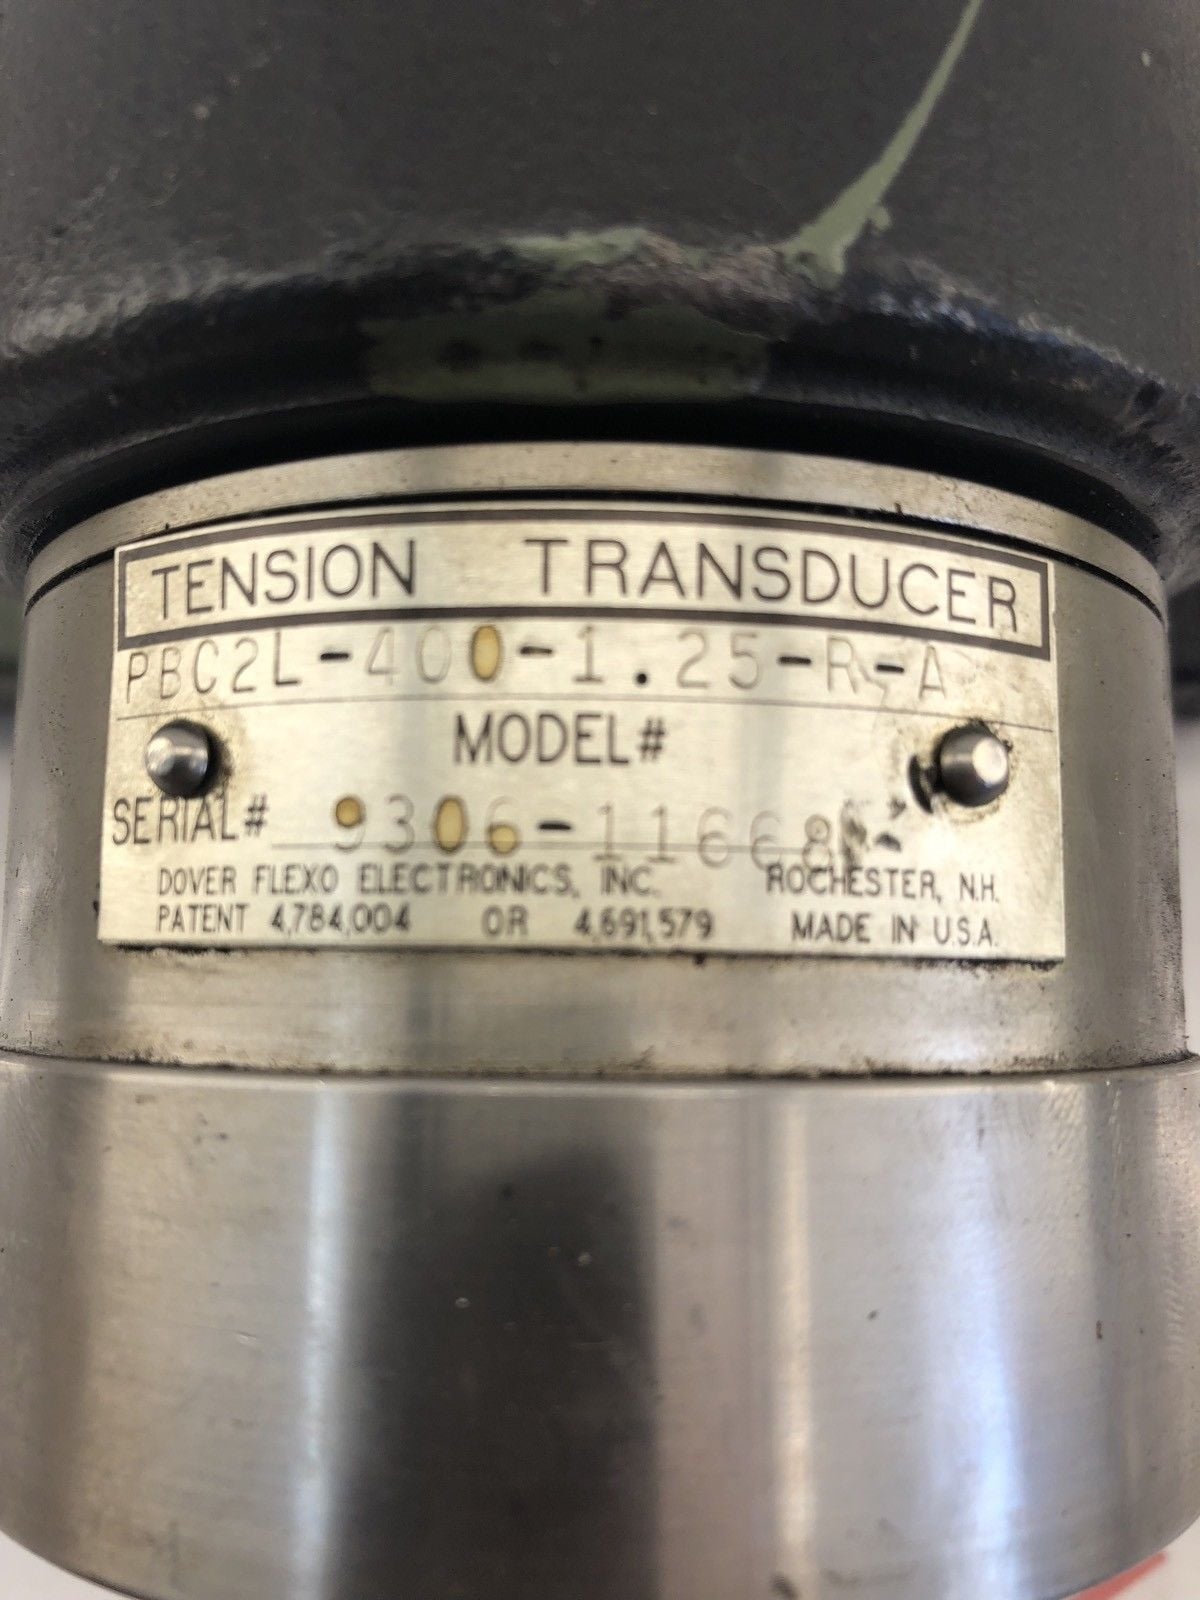 TENSION TRANSDUCER
PBC2L-400-1.25-R-A
MODEL#
SERIAL# 9306-11668
DOVER FLEXO ELECTRONICS, INC. ROCHESTER, N.H.
PATENT 4,784,004 OR 4,691,579 MADE IN U.S.A.